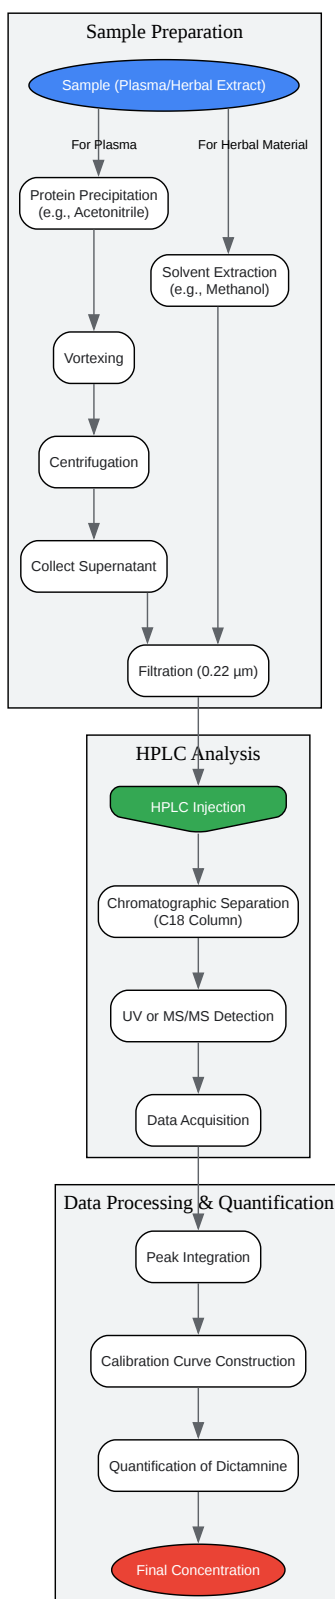 Sample Preparation
Sample (Plasma/Herbal Extract)
For Plasma
For Herbal Material
Protein Precipitation
(e.g., Acetonitrile)
Solvent Extraction
(e.g., Methanol)
Vortexing
Centrifugation
Collect Supernatant
Filtration (0.22 µm)
HPLC Analysis
HPLC Injection
Chromatographic Separation
(C18 Column)
UV or MS/MS Detection
Data Acquisition
Data Processing & Quantification
Peak Integration
Calibration Curve Construction
Quantification of Dictamnine
Final Concentration